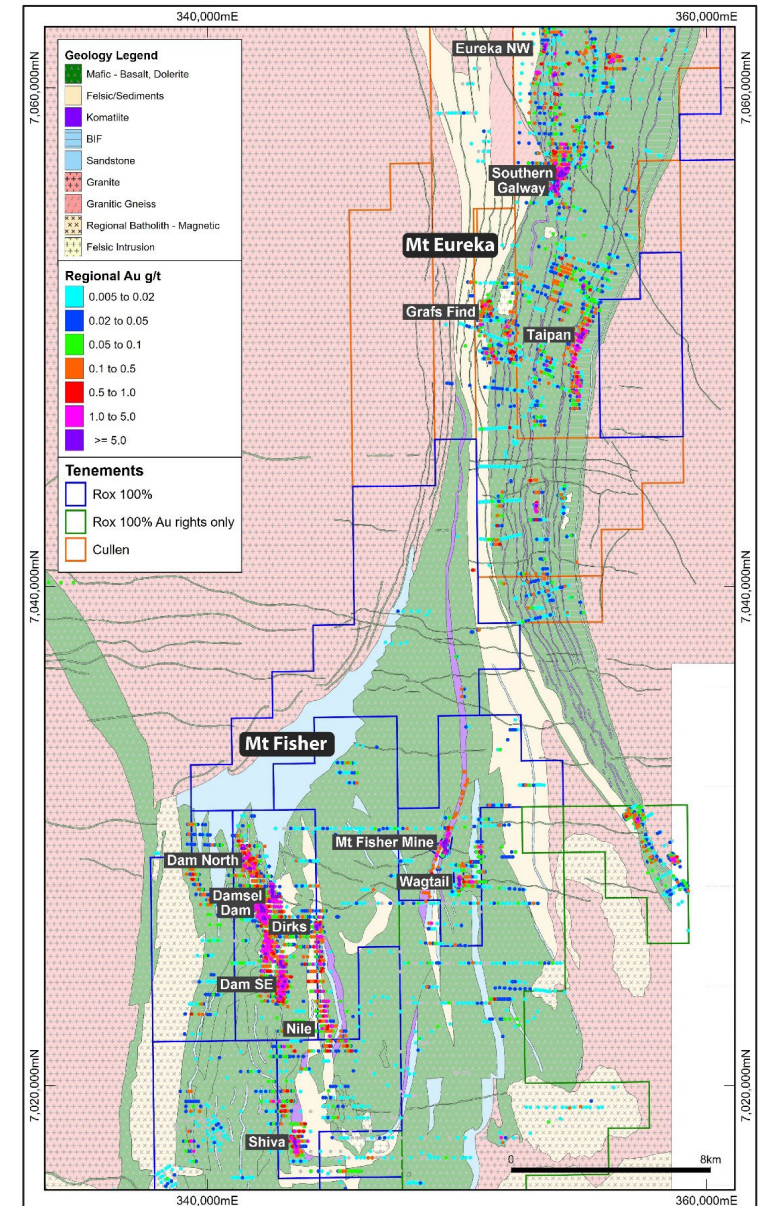 340,000mE
360,000mE
7,060,000mN
7,060,000mN
Geology Legend
Mafic - Basalt, Dolerite
Felsic/Sediments
Komatiite
BIF
Sandstone
Granite
Granitic Gneiss
Regional Batholith - Magnetic
Felsic Intrusion
Regional Au g/t
0.005 to 0.02
0.02 to 0.05
0.05 to 0.1
0.1 to 0.5
0.5 to 1.0
1.0 to 5.0
>= 5.0
Tenements
Rox 100%
Rox 100% Au rights only
Cullen
Eureka NW
Southern
Galway
Mt Eureka
Grafs Find
Taipan
7,040,000mN
7,040,000mN
Mt Fisher
Mt Fisher Mine
Dam North
Wagtail
Damsel
Dam
Dirks
Dam SE
Nile
7,020,000mN
7,020,000mN
Shiva
0
8km
340,000mE
360,000mE